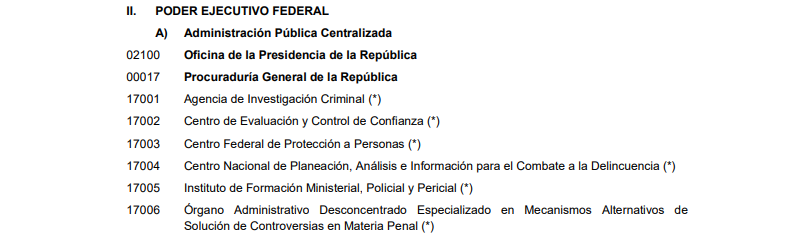 II. PODER EJECUTIVO FEDERAL
A) Administración Pública Centralizada
02100 Oficina de la Presidencia de la República
00017 Procuraduría General de la República
17001 Agencia de Investigación Criminal (*)
17002 Centro de Evaluación y Control de Confianza (*)
17003 Centro Federal de Protección a Personas (*)
17004 Centro Nacional de Planeación, Análisis e Información para el Combate a la Delincuencia (*)
17005 Instituto de Formación Ministerial, Policial y Pericial (*)
17006 Órgano Administrativo Desconcentrado Especializado en Mecanismos Alternativos de
Solución de Controversias en Materia Penal (*)